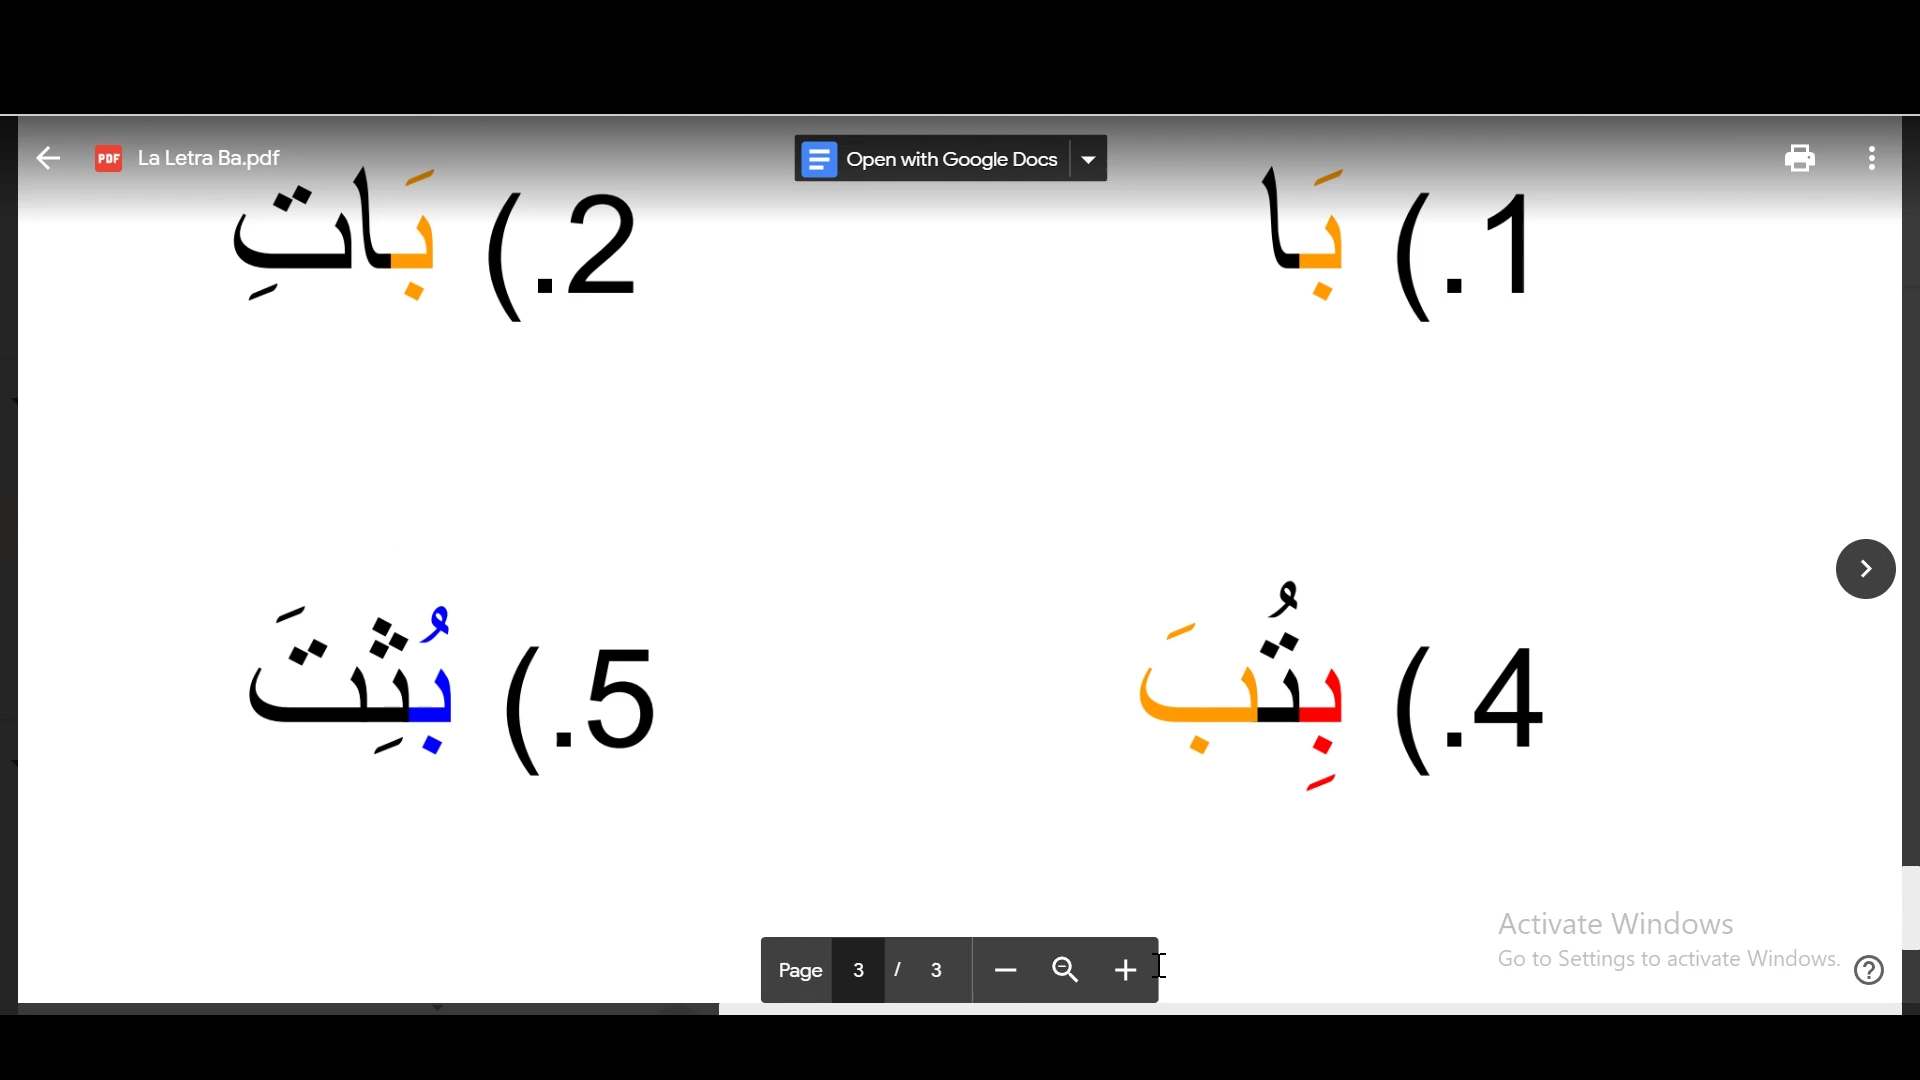 La Letra Ba.pdf
Open with Google Docs
1.) بَا
2.) بَاتِ
4.) بِتُبَ
5.) بُثِتَ
Activate Windows
Go to Settings to activate Windows.
Page 3 / 3